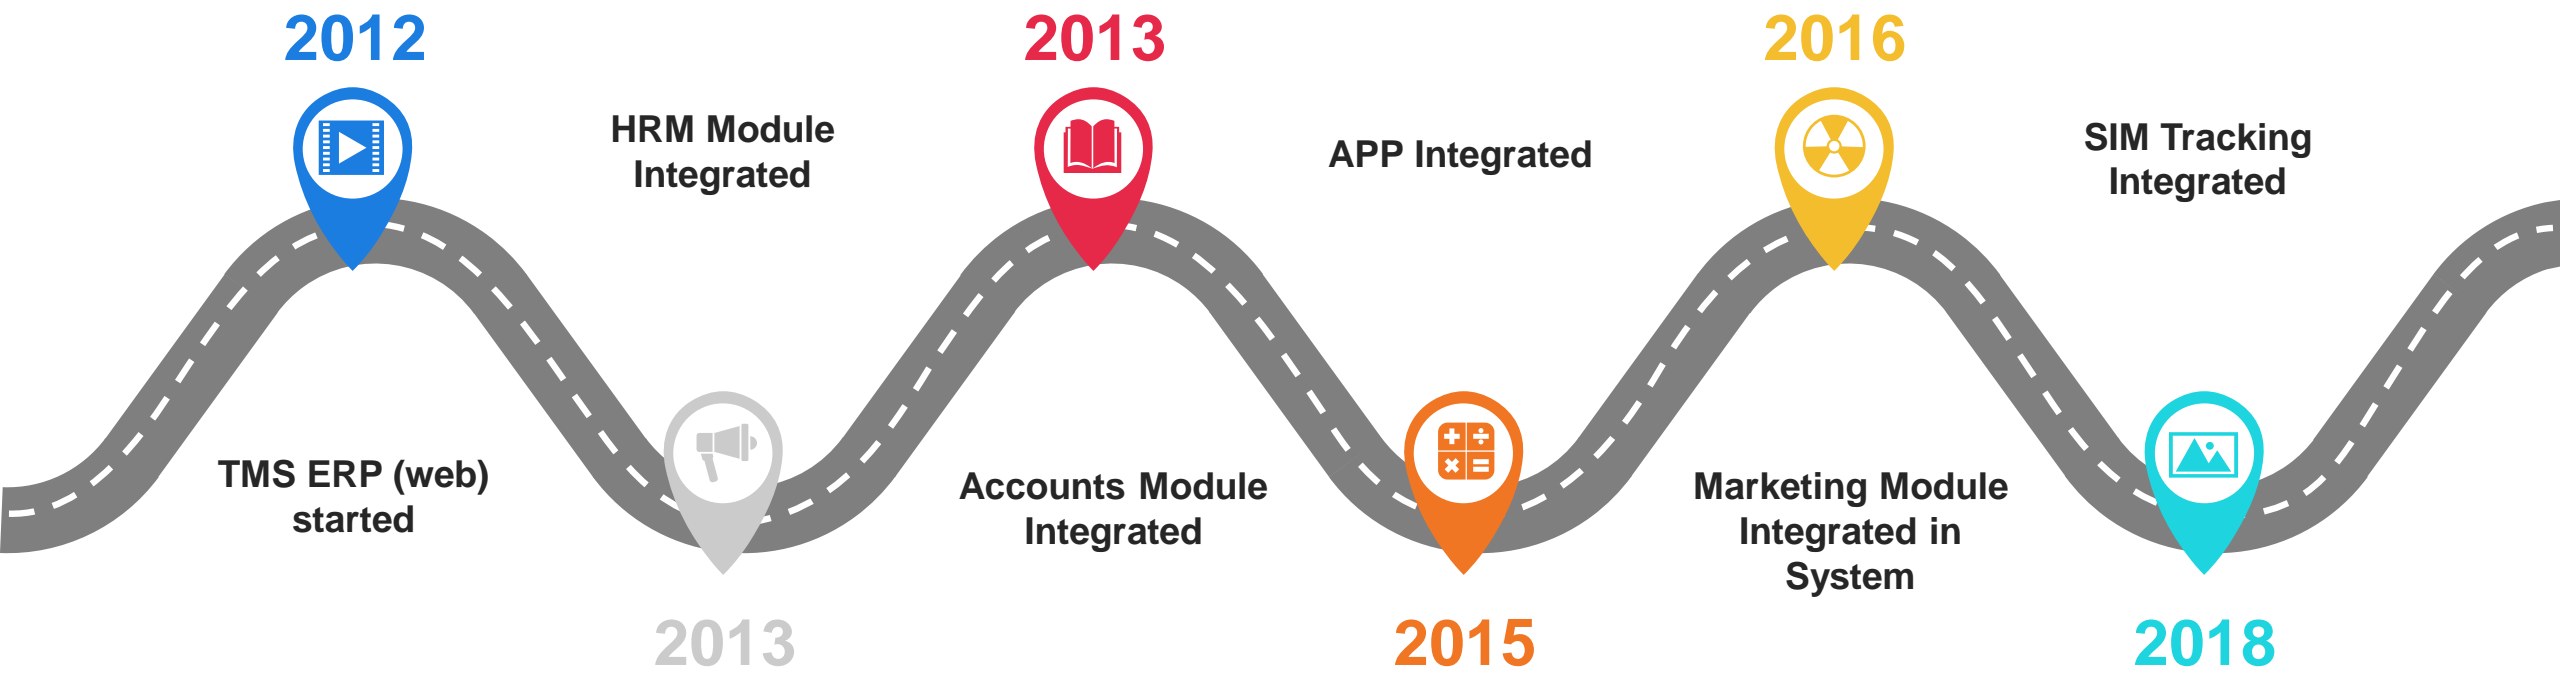 2012
TMS ERP (web)
started
HRM Module
Integrated
2013
2013
Accounts Module
Integrated
APP Integrated
2015
2016
Marketing Module
Integrated in
System
SIM Tracking
Integrated
2018